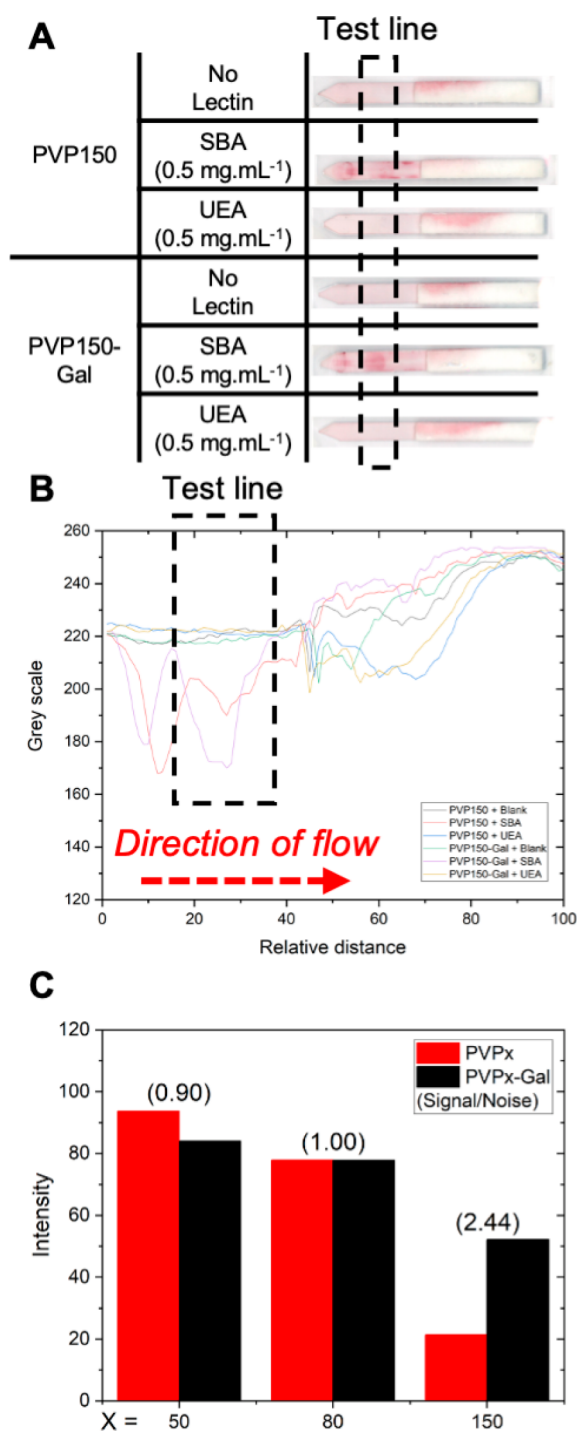 A
Test line
No
Lectin
PVP150
SBA
(0.5 mg.mL⁻¹)
UEA
(0.5 mg.mL⁻¹)
No
Lectin
PVP150-
Gal
SBA
(0.5 mg.mL⁻¹)
UEA
(0.5 mg.mL⁻¹)
B
Test line
260
240
220
200
180
160
140
120
Grey scale
Direction of flow
PVP150 + Blank
PVP150 + SBA
PVP150 + UEA
PVP150-Gal + Blank
PVP150-Gal + SBA
PVP150-Gal + UEA
0 20 40 60 80 100
Relative distance
C
120
100
80
60
40
20
0
Intensity
PVPx
PVPx-Gal
(Signal/Noise)
(0.90)
(1.00)
(2.44)
X = 50 80 150